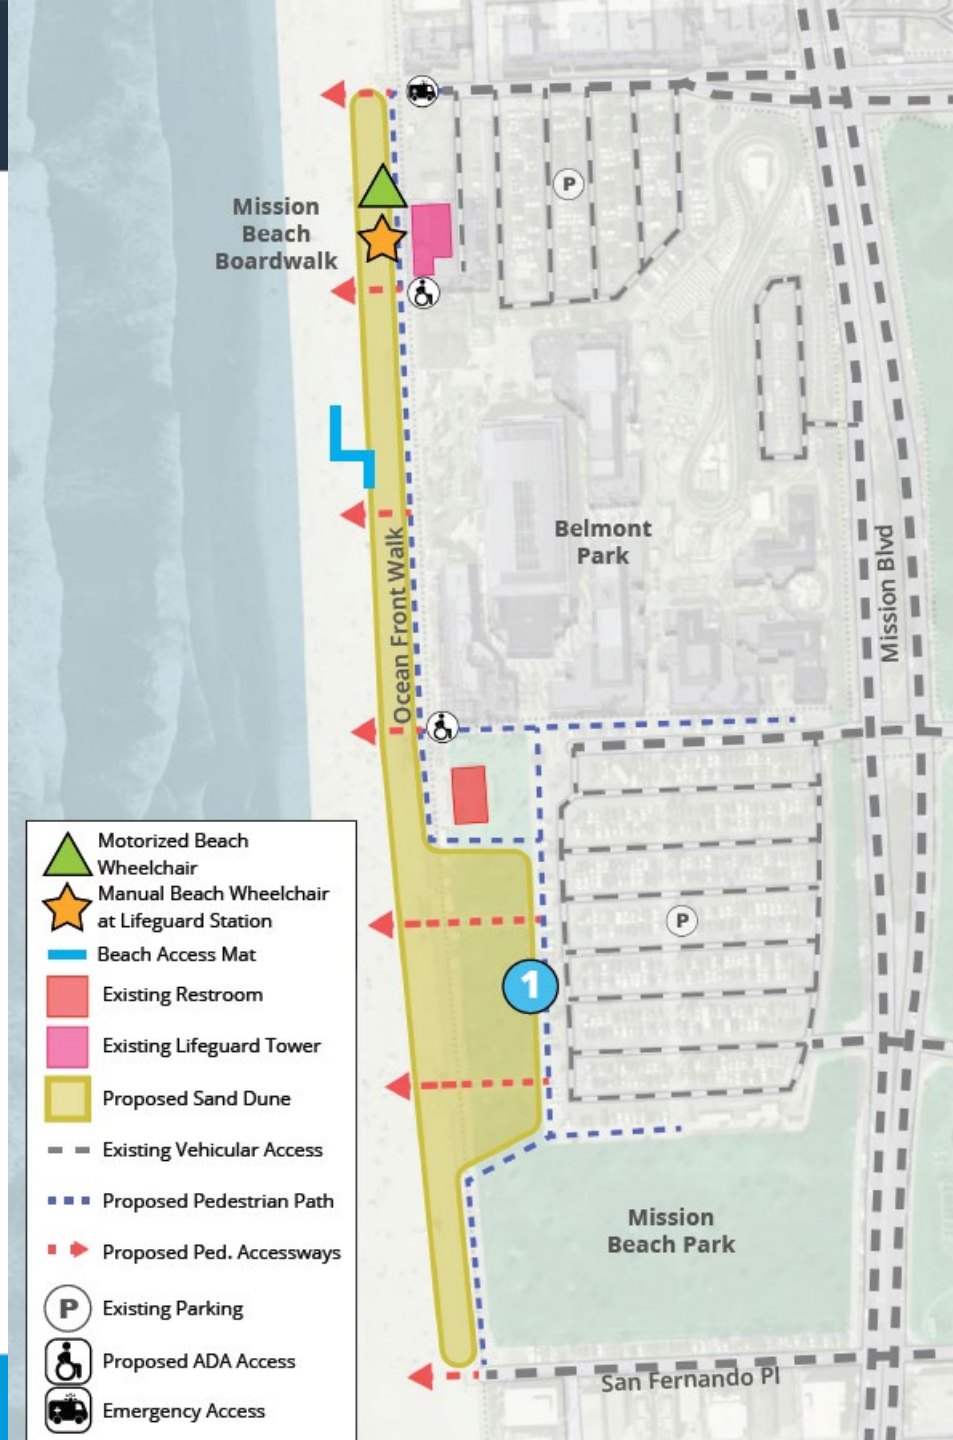 Mission
Beach
Boardwalk
P
Belmont
Park
Ocean Front Walk
Mission Blvd
P
1
Mission
Beach Park
San Fernando Pl
Motorized Beach
Wheelchair
Manual Beach Wheelchair
at Lifeguard Station
Beach Access Mat
Existing Restroom
Existing Lifeguard Tower
Proposed Sand Dune
Existing Vehicular Access
Proposed Pedestrian Path
Proposed Ped. Accessways
P
Existing Parking
Proposed ADA Access
Emergency Access